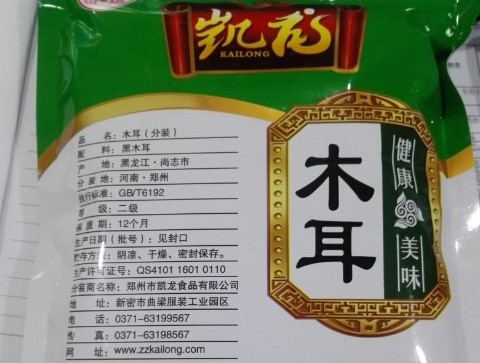 凯龙
KAILONG
品 名：木耳（分装）
配 料：黑木耳
产 地：黑龙江·尚志市
分 装 地：河南·郑州
执行标准：GB/T6192
等 级：二级
保 质 期：12个月
生产日期（批号）：见封口
贮存方法：阴凉、干燥、密封保存。
生产许可证号：QS4101 1601 0110
分装商名称：郑州市凯龙食品有限公司
地 址：新密市曲梁服装工业园区
电 话：0371-63199567
传 真：0371-63198567
网 址：www.zzkailong.com
木耳
健康
美味